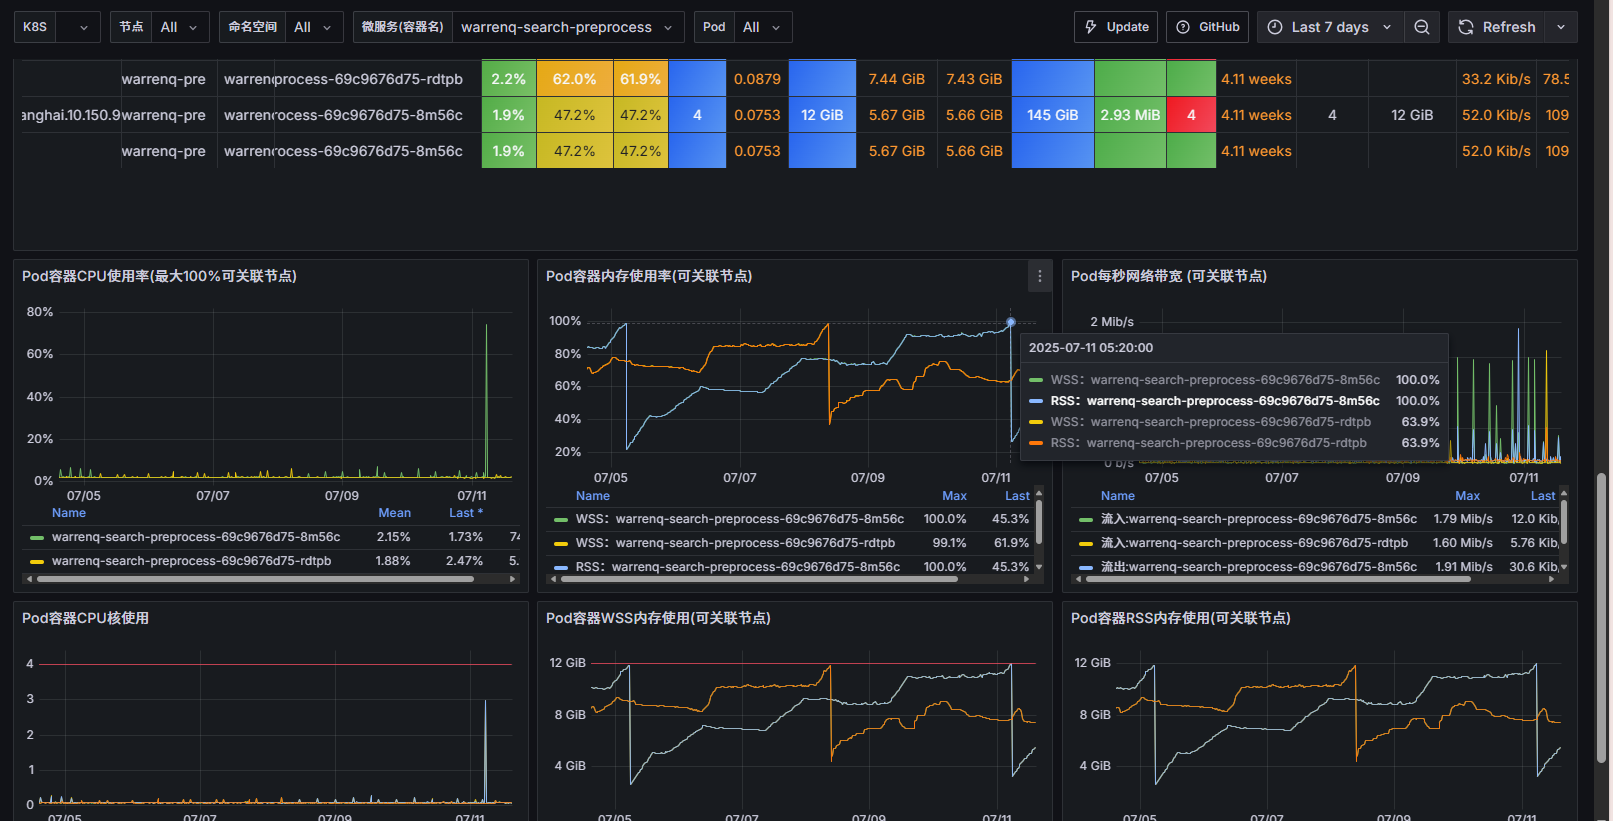 K8S 节点 All 命名空间 All 微服务(容器名) warrenq-search-preprocess Pod All Update GitHub Last 7 days Refresh
warrenq-pre warrenq process-69c9676d75-rdtpb 2.2% 62.0% 61.9% 0.0879 7.44 GiB 7.43 GiB 4.11 weeks 33.2 Kib/s 78.5
anghai.10.150.9 warrenq-pre warrenq ocess-69c9676d75-8m56c 1.9% 47.2% 47.2% 4 0.0753 12 GiB 5.67 GiB 5.66 GiB 145 GiB 2.93 MiB 4 4.11 weeks 4 12 GiB 52.0 Kib/s 109
warrenq-pre warrenq ocess-69c9676d75-8m56c 1.9% 47.2% 47.2% 0.0753 5.67 GiB 5.66 GiB 4.11 weeks 52.0 Kib/s 109
Pod容器CPU使用率(最大100%可关联节点)
80%
60%
40%
20%
0%
07/05 07/07 07/09 07/11
Name Mean Last *
warrenq-search-preprocess-69c9676d75-8m56c 2.15% 1.73% 74
warrenq-search-preprocess-69c9676d75-rdtpb 1.88% 2.47% 5.
Pod容器内存使用率(可关联节点)
100%
80%
60%
40%
20%
07/05 07/07 07/09 07/11
Name Max Last
WSS：warrenq-search-preprocess-69c9676d75-8m56c 100.0% 45.3%
WSS：warrenq-search-preprocess-69c9676d75-rdtpb 99.1% 61.9%
RSS：warrenq-search-preprocess-69c9676d75-8m56c 100.0% 45.3%
Pod每秒网络带宽 (可关联节点)
2 Mib/s
0 b/s
07/05 07/07 07/09 07/11
2025-07-11 05:20:00
WSS：warrenq-search-preprocess-69c9676d75-8m56c 100.0%
RSS：warrenq-search-preprocess-69c9676d75-8m56c 100.0%
WSS：warrenq-search-preprocess-69c9676d75-rdtpb 63.9%
RSS：warrenq-search-preprocess-69c9676d75-rdtpb 63.9%
Name Max Last
流入:warrenq-search-preprocess-69c9676d75-8m56c 1.79 Mib/s 12.0 Kib,
流入:warrenq-search-preprocess-69c9676d75-rdtpb 1.60 Mib/s 5.76 Kib,
流出:warrenq-search-preprocess-69c9676d75-8m56c 1.91 Mib/s 30.6 Kib,
Pod容器CPU核使用
4
3
2
1
0
07/05 07/07 07/09 07/11
Pod容器WSS内存使用(可关联节点)
12 GiB
8 GiB
4 GiB
07/05 07/07 07/09 07/11
Pod容器RSS内存使用(可关联节点)
12 GiB
8 GiB
4 GiB
07/05 07/07 07/09 07/11